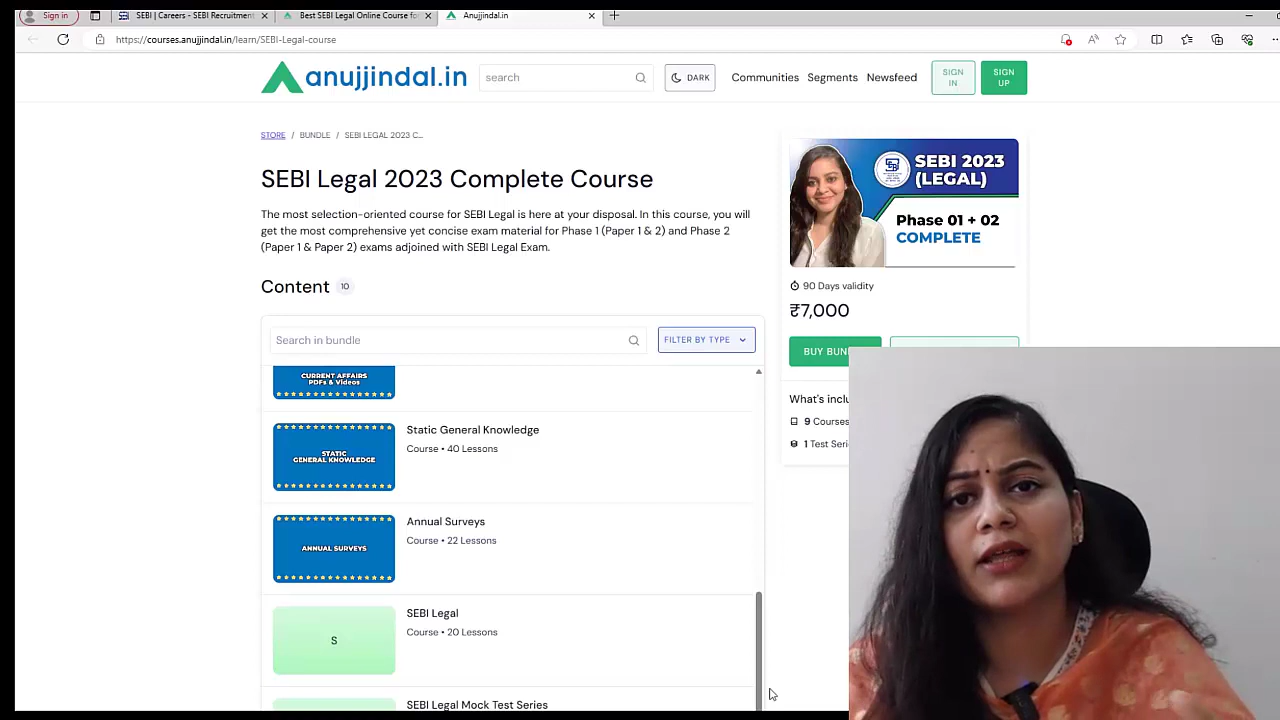 Sign in
SEBI | Careers - SEBI Recruitment
Best SEBI Legal Online Course fo
Anujjindal.in
https://courses.anujjindal.in/learn/SEBI-Legal-course
anujjindal.in
search
DARK
Communities
Segments
Newsfeed
SIGN
IN
SIGN
UP
STORE / BUNDLE / SEBI LEGAL 2023 C...
SEBI Legal 2023 Complete Course
The most selection-oriented course for SEBI Legal is here at your disposal. In this course, you will
get the most comprehensive yet concise exam material for Phase 1 (Paper 1 & 2) and Phase 2
(Paper 1 & Paper 2) exams adjoined with SEBI Legal Exam.
Content 10
Search in bundle
FILTER BY TYPE
CURRENT AFFAIRS
PDFs & Videos
STATIC
GENERAL KNOWLEDGE
Static General Knowledge
Course • 40 Lessons
ANNUAL SURVEYS
Annual Surveys
Course • 22 Lessons
S
SEBI Legal
Course • 20 Lessons
SEBI Legal Mock Test Series
SEBI 2023
(LEGAL)
Phase 01 + 02
COMPLETE
90 Days validity
₹7,000
BUY BUN
What's inclu
9 Courses
1 Test Seri